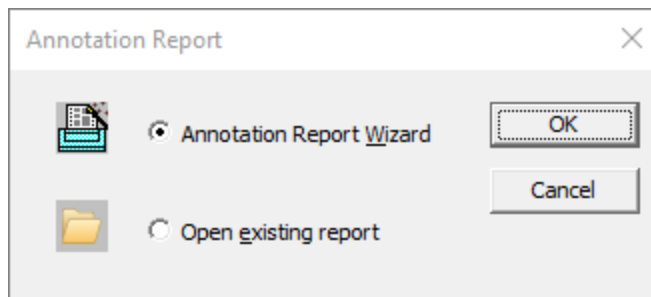 Annotation Report
Annotation Report Wizard
OK
Cancel
Open existing report